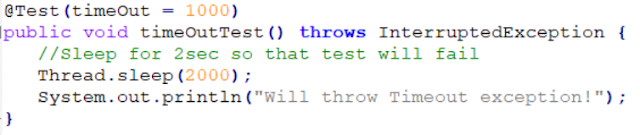 @Test(timeOut = 1000)
public void timeOutTest() throws InterruptedException {
    //Sleep for 2sec so that test will fail
    Thread.sleep(2000);
    System.out.println("Will throw Timeout exception!");
}